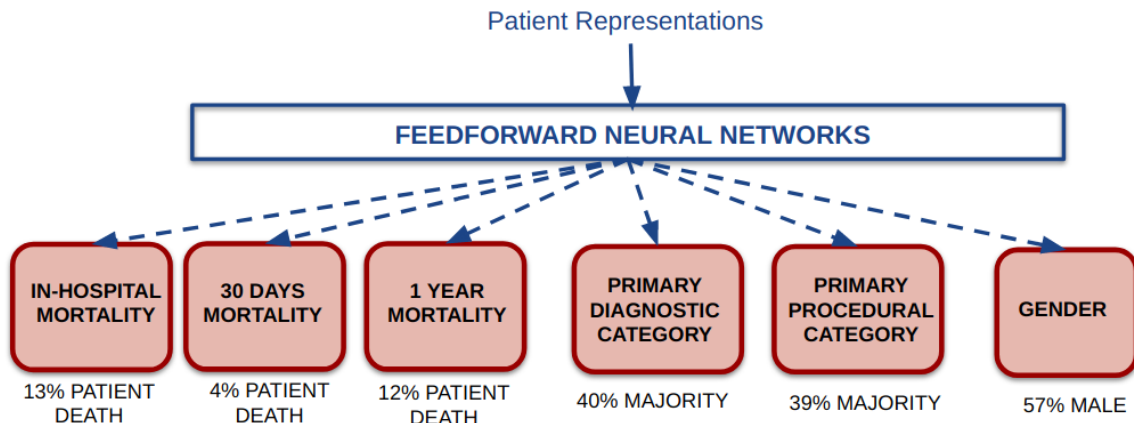 Patient Representations
FEEDFORWARD NEURAL NETWORKS
IN-HOSPITAL
MORTALITY
30 DAYS
MORTALITY
1 YEAR
MORTALITY
PRIMARY
DIAGNOSTIC
CATEGORY
PRIMARY
PROCEDURAL
CATEGORY
GENDER
13% PATIENT
DEATH
4% PATIENT
DEATH
12% PATIENT
DEATH
40% MAJORITY
39% MAJORITY
57% MALE